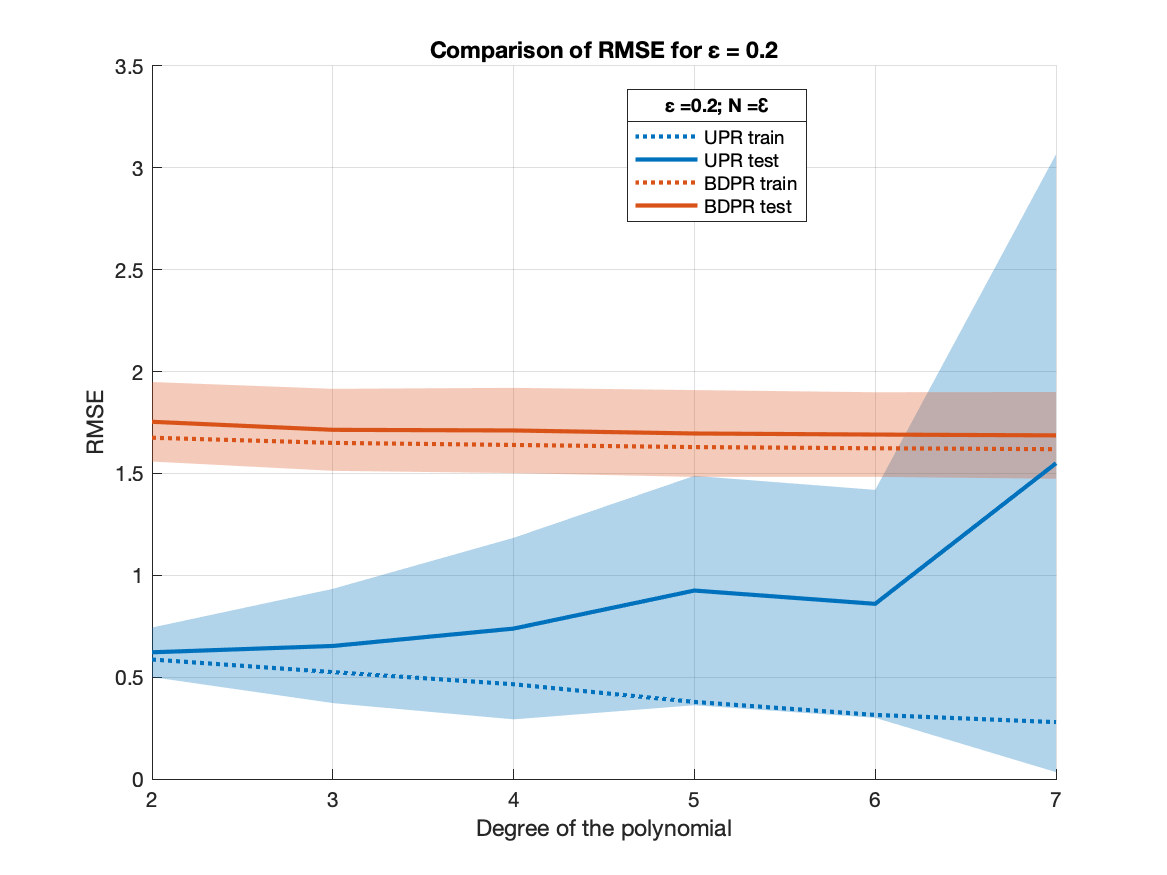 Comparison of RMSE for ε = 0.2
3.5
3
2.5
2
1.5
1
0.5
0
RMSE
ε =0.2; N =Ɛ
UPR train
UPR test
BDPR train
BDPR test
2 3 4 5 6 7
Degree of the polynomial